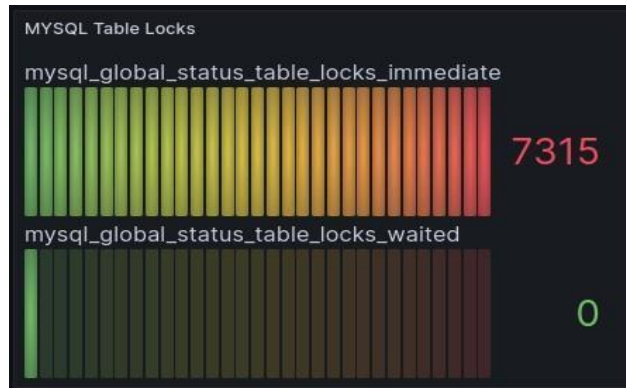 MYSQL Table Locks
mysql_global_status_table_locks_immediate
7315
mysql_global_status_table_locks_waited
0